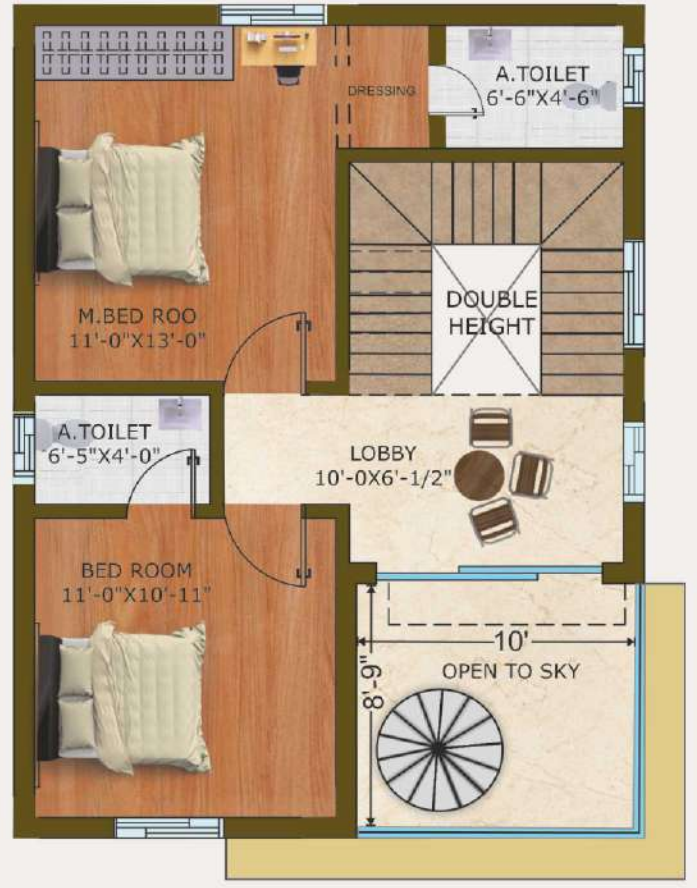 A.TOILET
6'-6"X4'-6"
DRESSING
M.BED ROO
11'-0"X13'-0"
DOUBLE
HEIGHT
A.TOILET
6'-5"X4'-0"
LOBBY
10'-0X6'-1/2"
BED ROOM
11'-0"X10'-11"
10'
8'-9"
OPEN TO SKY